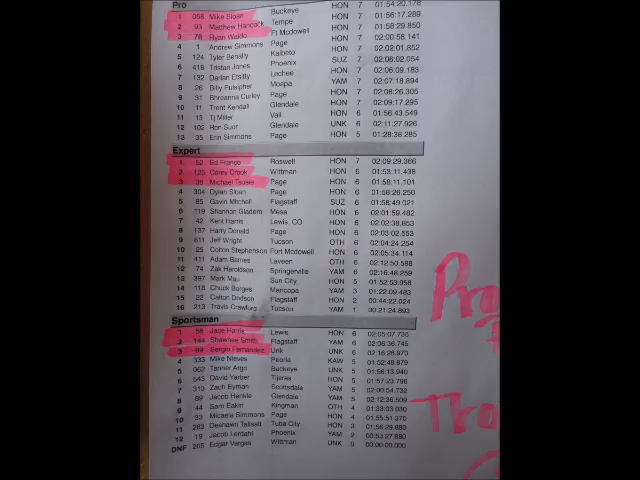 Pro
1 058 Mike Sloan Buckeye HON 7 01:54:20.178
2 93 Matthew Hancock Tempe HON 7 01:56:17.289
3 76 Ryan Waldo Ft Mcdowell HON 7 01:58:29.850
4 1 Andrew Simmons Page HON 7 02:00:58.141
5 124 Tyler Benally Kaibeto HON 7 02:02:01.852
6 418 Tristan Jones Phoenix SUZ 7 02:06:02.054
7 132 Darian Etsitty Lechee HON 7 02:06:09.183
8 26 Billy Pulsipher Moapa YAM 7 02:07:18.894
9 31 Bhreanna Curley Page HON 7 02:08:26.305
10 11 Trent Kendall Glendale HON 7 02:09:17.295
11 13 Tj Miller Vail HON 6 01:56:43.549
12 102 Ron Suor Glendale UNK 6 02:11:27.926
13 35 Erin Simmons Page HON 5 01:28:38.285
Expert
1 52 Ed Franco Roswell HON 7 02:09:29.366
2 125 Corey Crook Wittman HON 6 01:53:11.438
3 36 Michael Tsosie Page HON 6 01:58:11.101
4 304 Dylan Sloan Page HON 6 01:58:26.250
5 85 Gavin Mitchell Flagstaff SUZ 6 01:58:49.021
6 119 Shannon Gladem Mesa HON 6 02:01:59.482
7 42 Kent Harris Lewis, CO HON 6 02:02:38.853
8 137 Harry Donald Page HON 6 02:03:02.553
9 611 Jeff Wright Tucson OTH 6 02:04:24.254
10 25 Colton Stephenson Fort Mcdowell HON 6 02:05:34.114
11 411 Adam Barnes Laveen OTH 6 02:12:50.588
12 74 Zak Haroldsen Springerville YAM 6 02:16:48.259
13 397 Mark Mau Sun City HON 5 01:52:53.958
14 118 Chuck Borges Maricopa YAM 3 01:22:09.483
15 22 Calton Dodson Flagstaff HON 2 00:44:22.024
16 213 Travis Crawford Tucson YAM 1 00:21:24.893
Sportsman
1 58 Jace Harris Lewis HON 6 02:05:07.735
2 144 Shawnee Smith Flagstaff YAM 6 02:06:36.745
3 99 Sergio Fernandez Unk UNK 6 02:16:28.970
4 333 Mike Nieves Peoria KAW 5 01:52:49.879
5 062 Tanner Argo Buckeye UNK 5 01:56:13.940
6 543 David Yarber Tijeras HON 5 01:57:23.796
7 313 Zach Eyman Scottsdale YAM 5 02:00:54.732
8 89 Jacob Henkle Glendale YAM 5 02:12:36.509
9 44 Sam Eakin Kingman OTH 4 01:33:03.030
10 33 Micaela Simmons Page HON 4 01:55:51.370
11 263 Deshawn Tallsalt Tuba City HON 3 01:56:29.880
12 19 Jacob Lerdahl Phoenix YAM 2 00:53:27.880
DNF 265 Edgar Vargas Wittman UNK 0 00:00:00.000
Pro